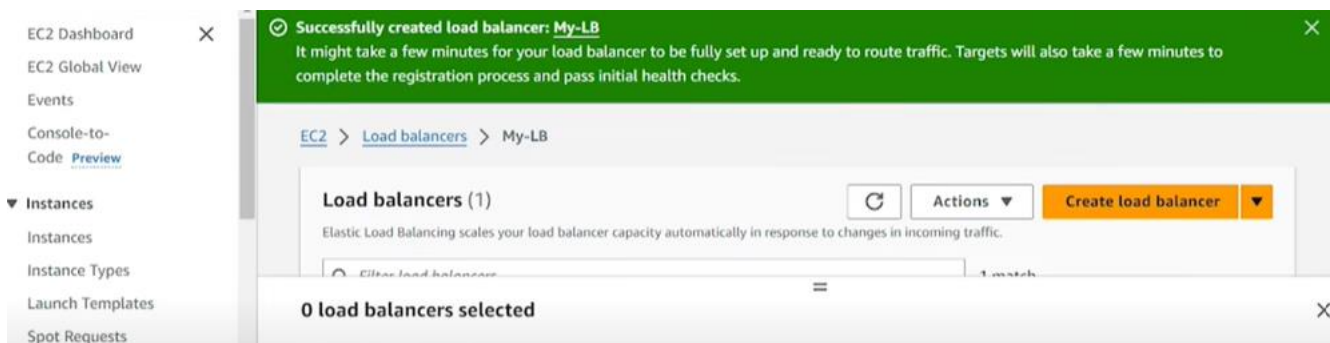 EC2 Dashboard
EC2 Global View
Events
Console-to-
Code Preview
Instances
Instances
Instance Types
Launch Templates
Spot Requests
Successfully created load balancer: My-LB
It might take a few minutes for your load balancer to be fully set up and ready to route traffic. Targets will also take a few minutes to
complete the registration process and pass initial health checks.
EC2 > Load balancers > My-LB
Load balancers (1)
Actions
Create load balancer
Elastic Load Balancing scales your load balancer capacity automatically in response to changes in incoming traffic.
Filter load balancers
1 match
0 load balancers selected